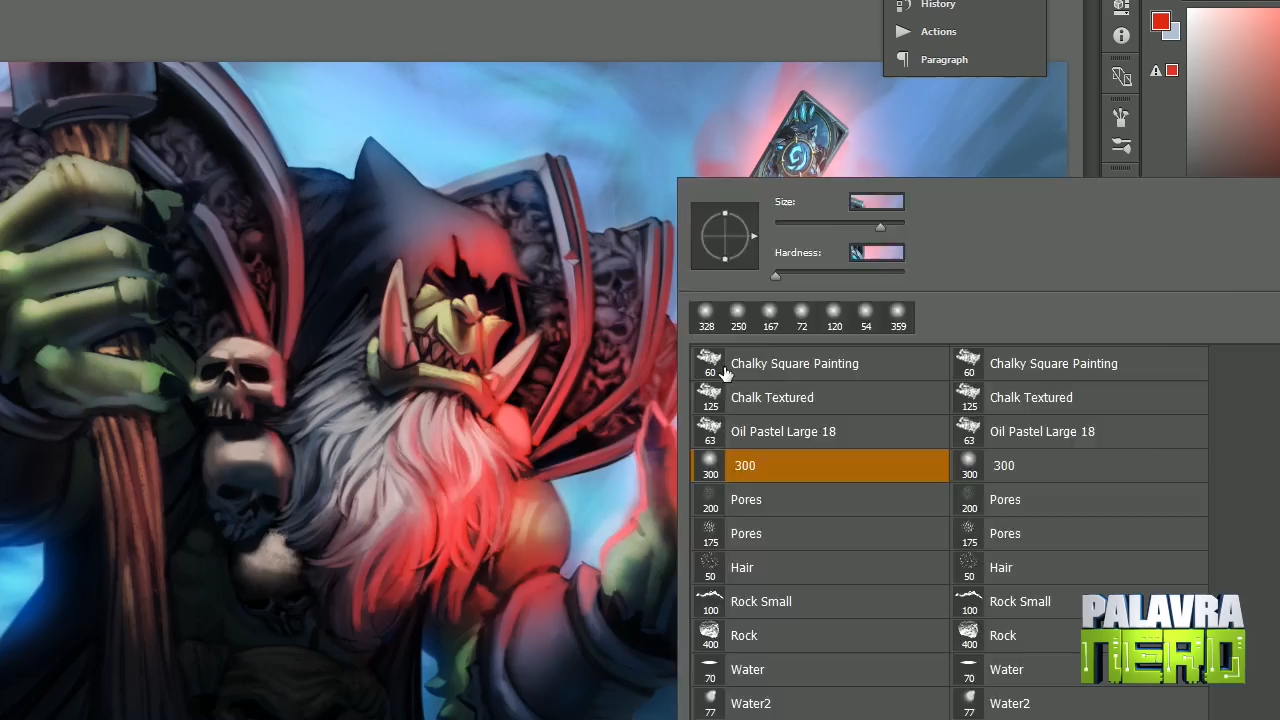 History
Actions
Paragraph
Size:
Hardness:
328 250 167 72 120 54 359
60 Chalky Square Painting 60 Chalky Square Painting
125 Chalk Textured 125 Chalk Textured
63 Oil Pastel Large 18 63 Oil Pastel Large 18
300 300 300 300
200 Pores 200 Pores
175 Pores 175 Pores
50 Hair 50 Hair
100 Rock Small 100 Rock Small
400 Rock 400 Rock
70 Water 70 Water
77 Water2 77 Water2
PALAVRA
NERD